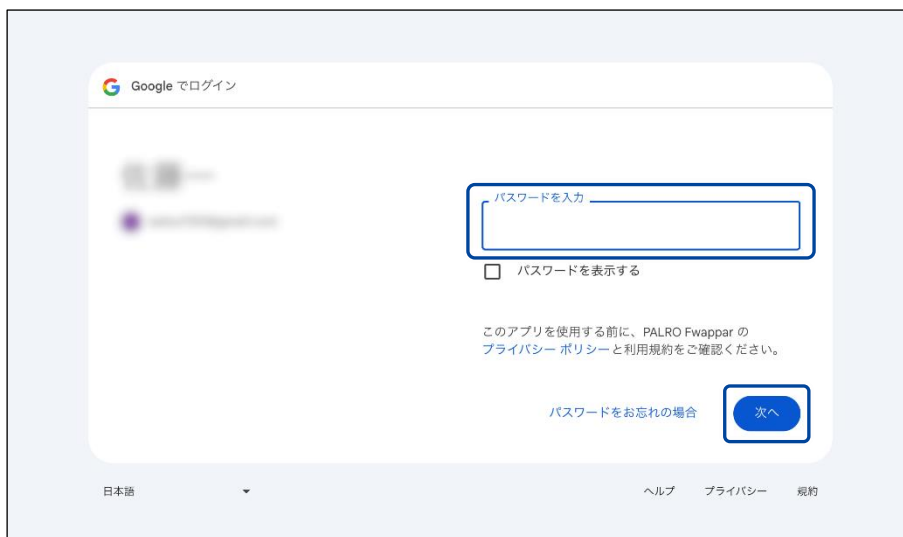 Google でログイン
パスワードを入力
パスワードを表示する
このアプリを使用する前に、PALRO Fwappar の
プライバシー ポリシーと利用規約をご確認ください。
パスワードをお忘れの場合
次へ
日本語
ヘルプ
プライバシー
規約